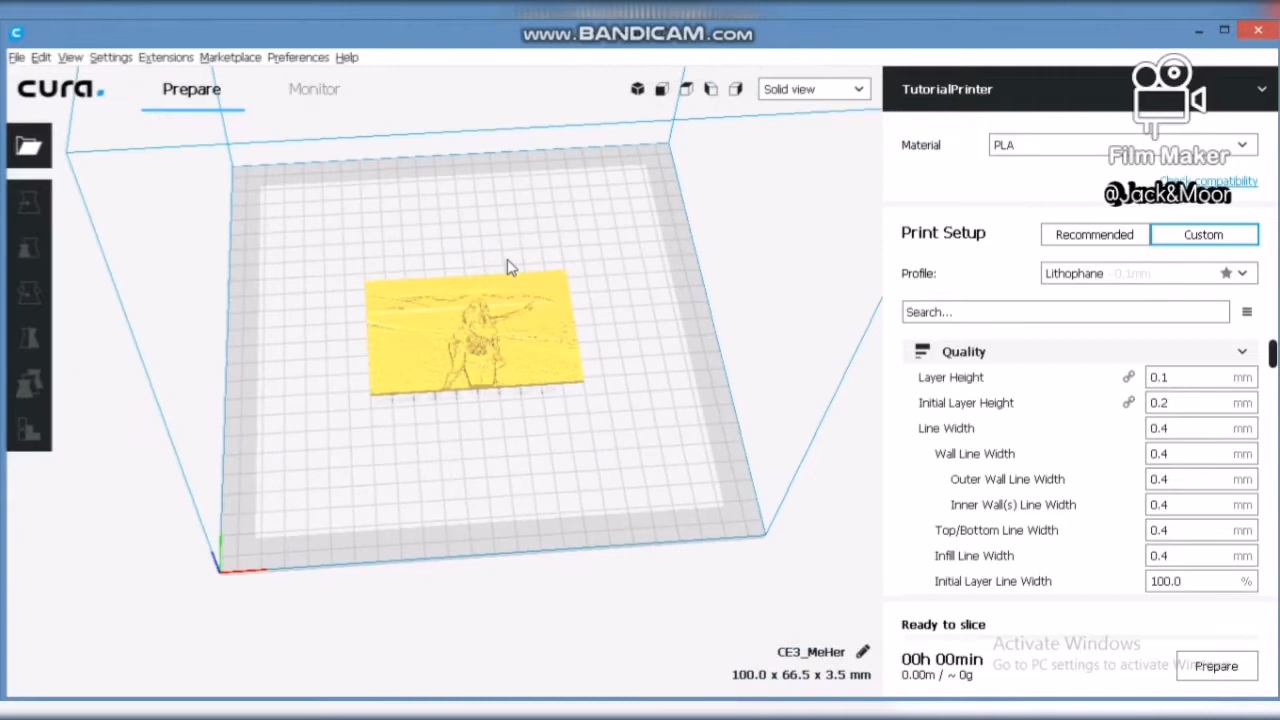 www.BANDICAM.com
File Edit View Settings Extensions Marketplace Preferences Help
cura.
Prepare
Monitor
Solid view
TutorialPrinter
Material
PLA
Film Maker
Check compatibility
@Jack&Moor
Print Setup
Recommended
Custom
Profile:
Lithophane - 0.1mm
Search...
Quality
Layer Height 0.1 mm
Initial Layer Height 0.2 mm
Line Width 0.4 mm
Wall Line Width 0.4 mm
Outer Wall Line Width 0.4 mm
Inner Wall(s) Line Width 0.4 mm
Top/Bottom Line Width 0.4 mm
Infill Line Width 0.4 mm
Initial Layer Line Width 100.0 %
Ready to slice
Activate Windows
Go to PC settings to activate
00h 00min
0.00m / ~ 0g
Prepare
CE3_MeHer
100.0 x 66.5 x 3.5 mm